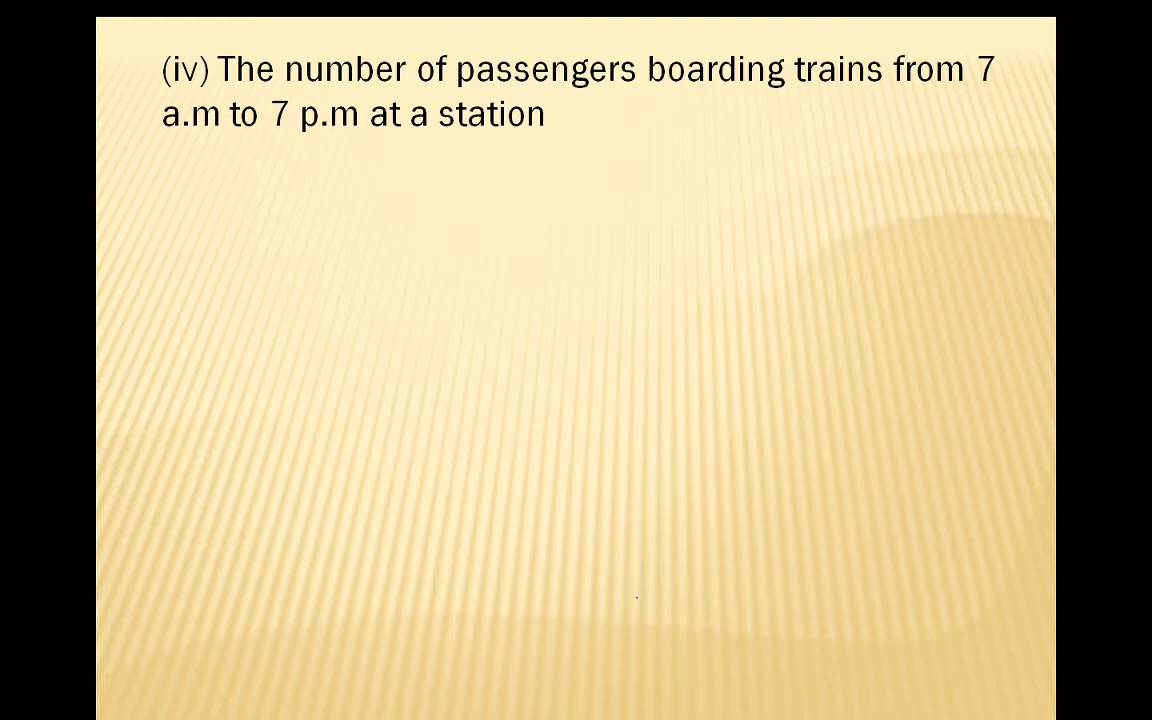 (iv) The number of passengers boarding trains from 7
a.m to 7 p.m at a station